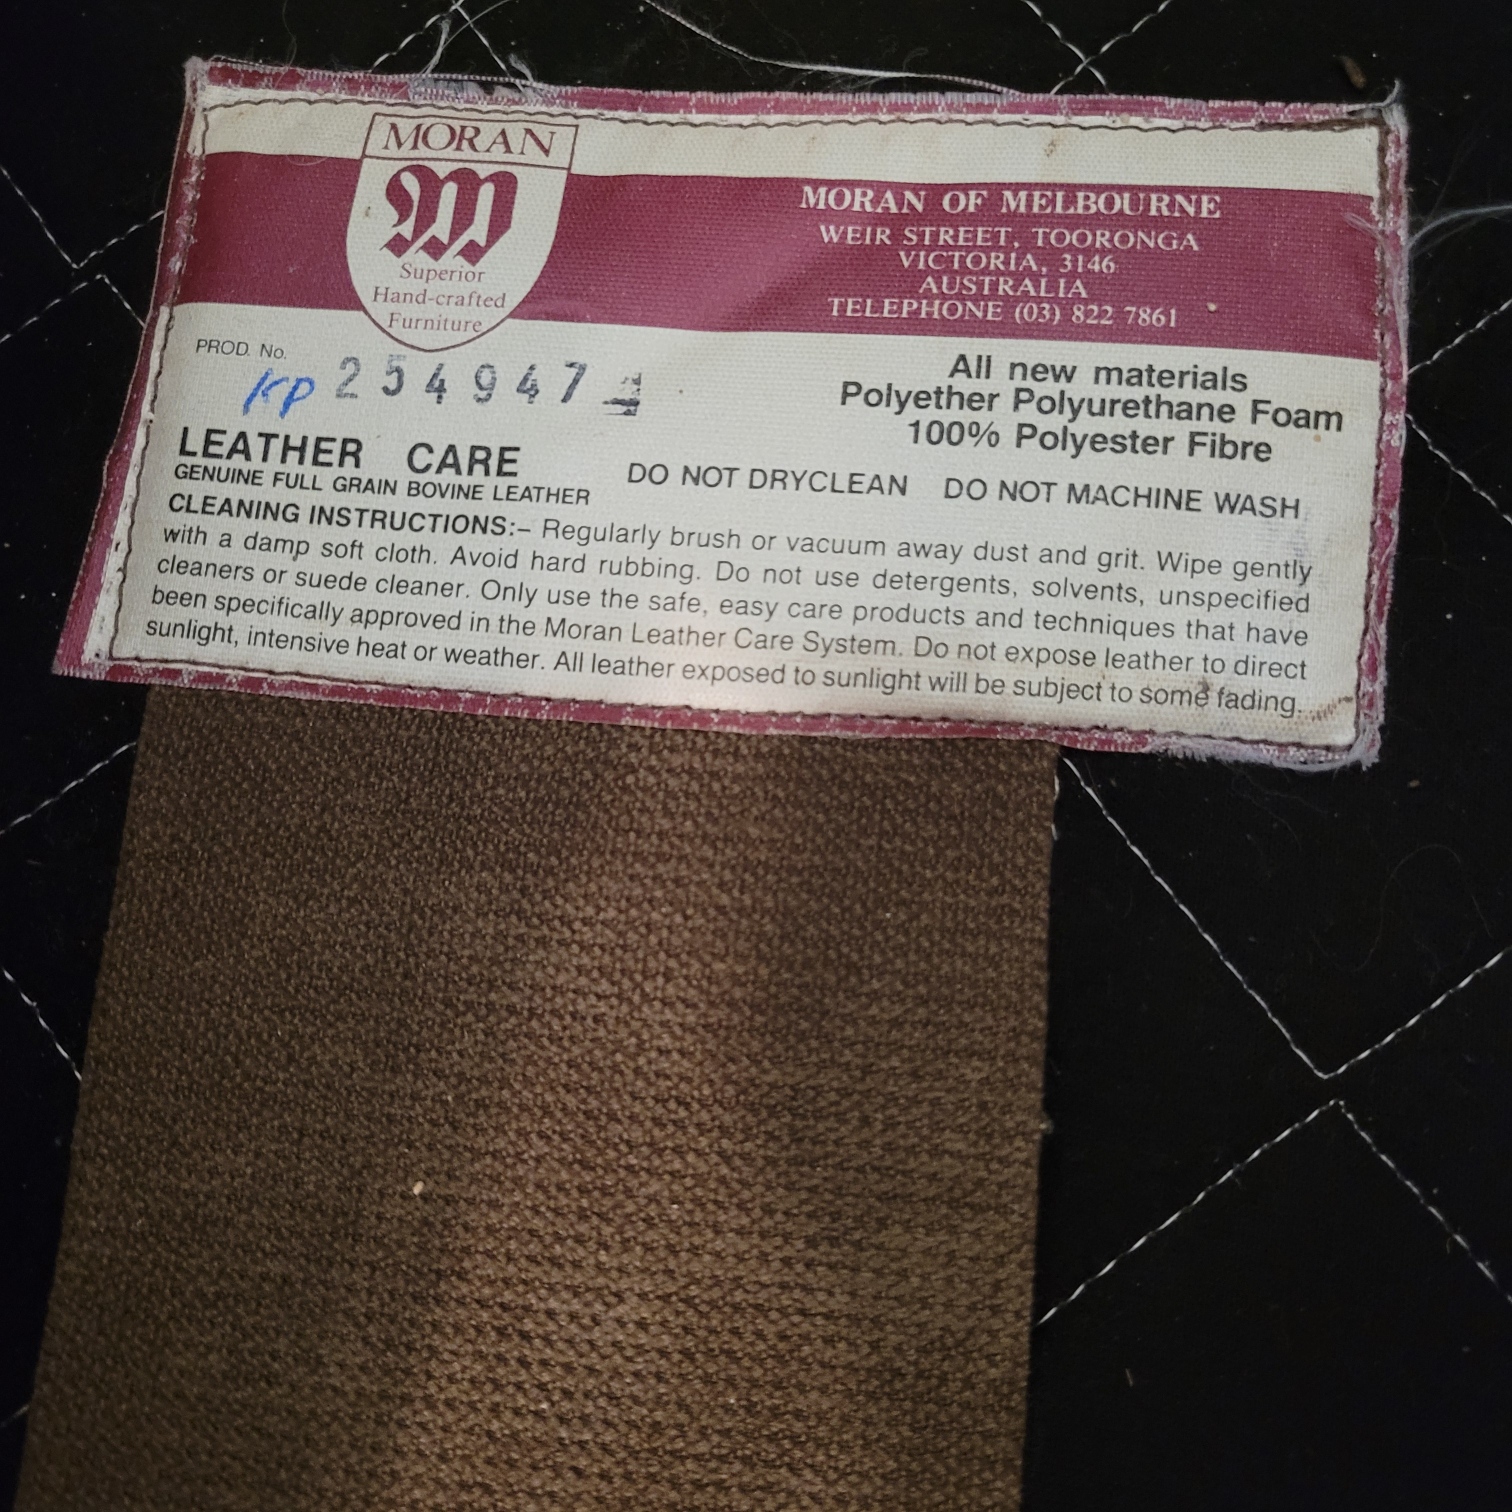 MORAN
M
Superior
Hand-crafted
Furniture
MORAN OF MELBOURNE
WEIR STREET, TOORONGA
VICTORIA, 3146
AUSTRALIA
TELEPHONE (03) 822 7861
PROD. No.
KP 254947
All new materials
Polyether Polyurethane Foam
100% Polyester Fibre
LEATHER CARE
GENUINE FULL GRAIN BOVINE LEATHER
DO NOT DRYCLEAN DO NOT MACHINE WASH
CLEANING INSTRUCTIONS:– Regularly brush or vacuum away dust and grit. Wipe gently
with a damp soft cloth. Avoid hard rubbing. Do not use detergents, solvents, unspecified
cleaners or suede cleaner. Only use the safe, easy care products and techniques that have
been specifically approved in the Moran Leather Care System. Do not expose leather to direct
sunlight, intensive heat or weather. All leather exposed to sunlight will be subject to some fading.